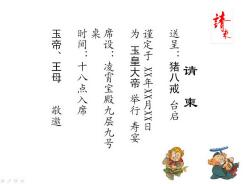 請柬
请 柬
送呈：猪八戒 台启
谨定于 XX年XX月XX日
为 玉皇大帝 举行 寿宴
席设：凌霄宝殿九层九号
桌
时间：十八点入席
玉帝、王母 敬邀